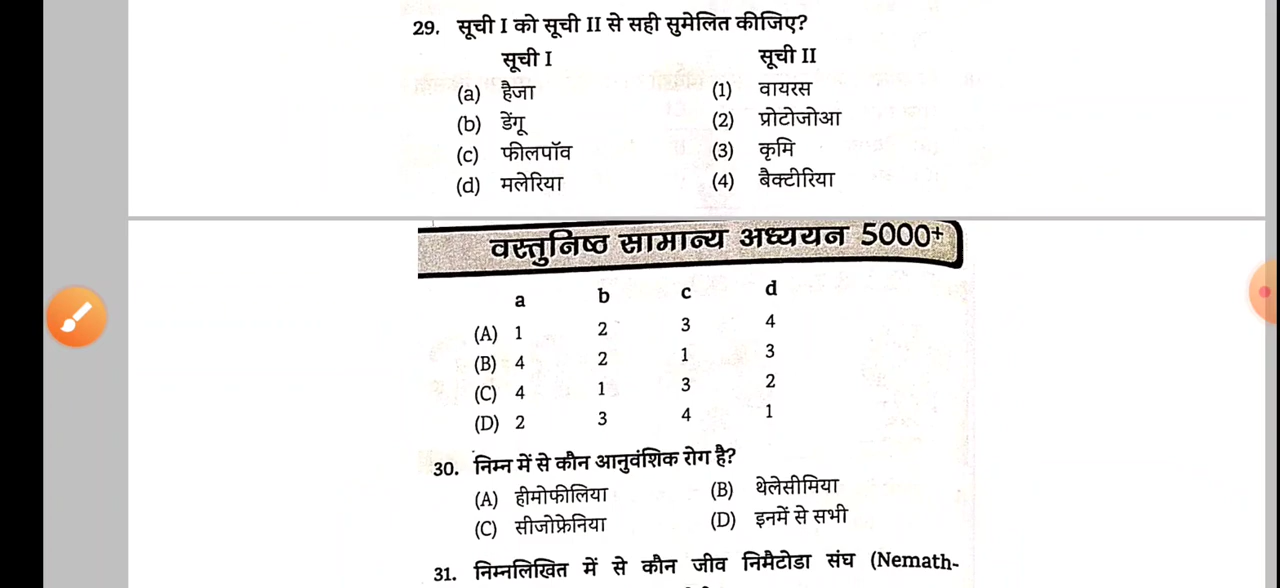 29. सूची I को सूची II से सही सुमेलित कीजिए?
सूची I सूची II
(a) हैजा (1) वायरस
(b) डेंगू (2) प्रोटोजोआ
(c) फीलपॉव (3) कृमि
(d) मलेरिया (4) बैक्टीरिया
वस्तुनिष्ठ सामान्य अध्ययन 5000+
a b c d
(A) 1 2 3 4
(B) 4 2 1 3
(C) 4 1 3 2
(D) 2 3 4 1
30. निम्न में से कौन आनुवंशिक रोग है?
(A) हीमोफीलिया (B) थेलेसीमिया
(C) सीजोफ्रेनिया (D) इनमें से सभी
31. निम्नलिखित में से कौन जीव निमैटोडा संघ (Nemath-